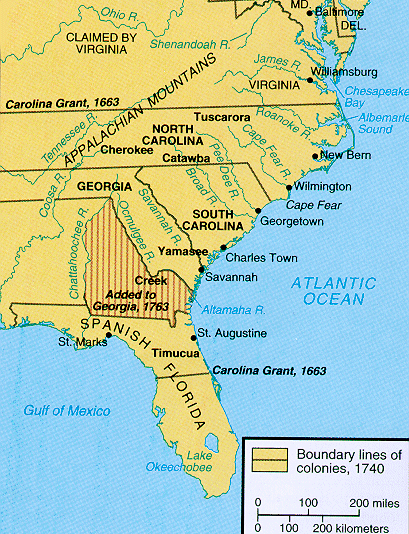 Ohio R.
MD.
Baltimore
DEL.
CLAIMED BY
VIRGINIA
Shenandoah R.
James R.
Williamsburg
APPALACHIAN MOUNTAINS
VIRGINIA
Chesapeake
Bay
Carolina Grant, 1663
Tuscarora
Roanoke R.
Albemarle
Sound
Tennessee R.
NORTH
CAROLINA
Cape Fear R.
Cherokee
Catawba
Pee Dee R.
New Bern
Coosa R.
GEORGIA
Broad R.
Wilmington
Cape Fear
Chattahoochee R.
Ocmulgee R.
Savannah R.
SOUTH
CAROLINA
Georgetown
Yamasee
Charles Town
Creek
Savannah
ATLANTIC
OCEAN
Added to
Georgia, 1763
Altamaha R.
SPANISH FLORIDA
St. Marks
St. Augustine
Timucua
Carolina Grant, 1663
Gulf of Mexico
Lake
Okeechobee
Boundary lines of
colonies, 1740
0 100 200 miles
0 100 200 kilometers